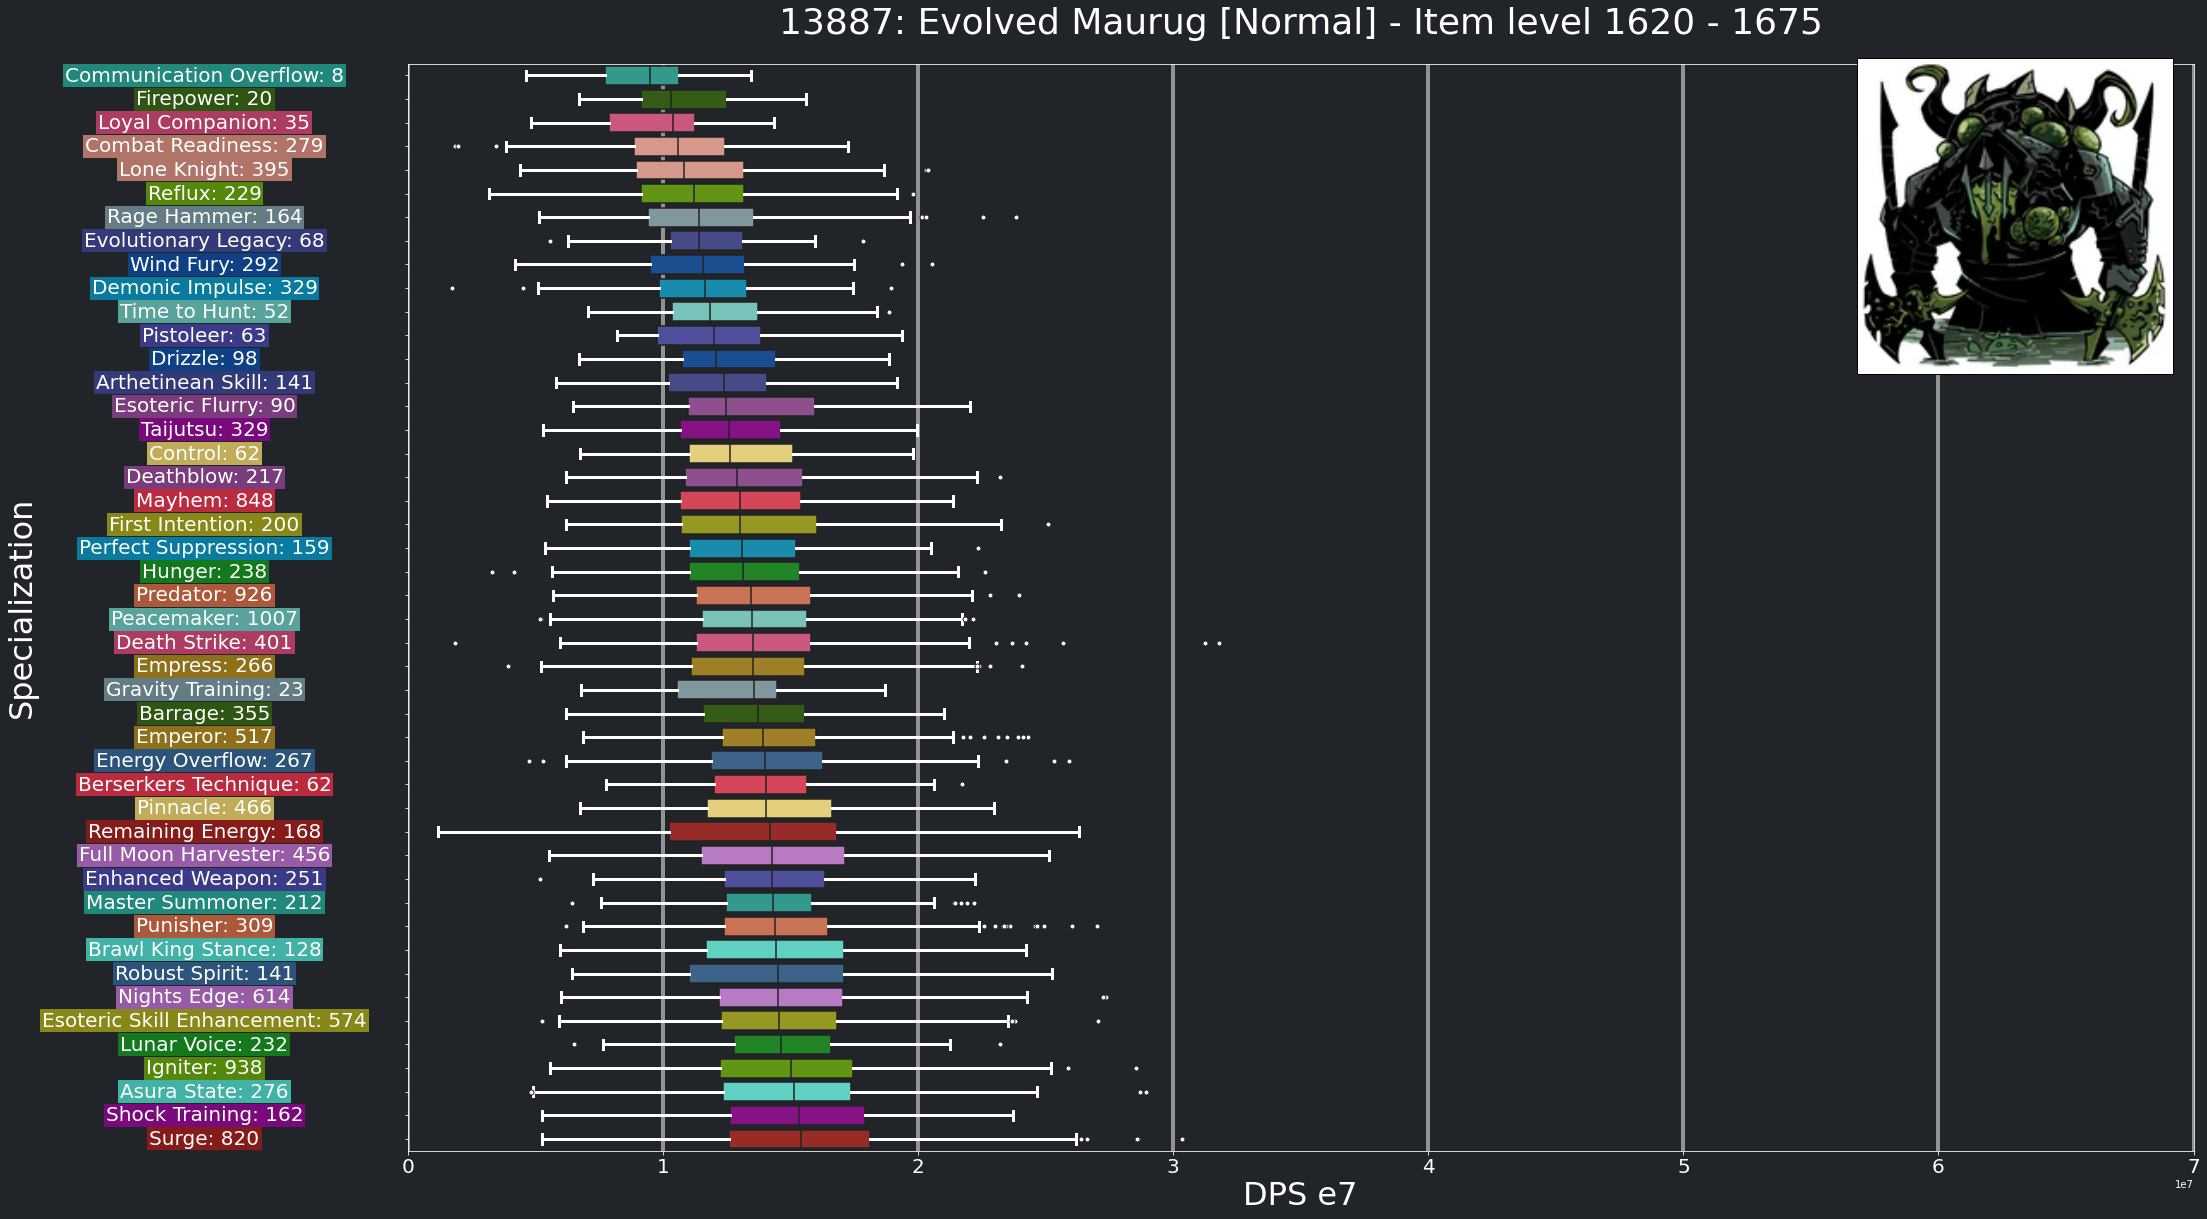 13887: Evolved Maurug [Normal] - Item level 1620 - 1675
Communication Overflow: 8
Firepower: 20
Loyal Companion: 35
Combat Readiness: 279
Lone Knight: 395
Reflux: 229
Rage Hammer: 164
Evolutionary Legacy: 68
Wind Fury: 292
Demonic Impulse: 329
Time to Hunt: 52
Pistoleer: 63
Drizzle: 98
Arthetinean Skill: 141
Esoteric Flurry: 90
Taijutsu: 329
Control: 62
Deathblow: 217
Mayhem: 848
First Intention: 200
Perfect Suppression: 159
Hunger: 238
Predator: 926
Peacemaker: 1007
Death Strike: 401
Empress: 266
Gravity Training: 23
Barrage: 355
Emperor: 517
Energy Overflow: 267
Berserkers Technique: 62
Pinnacle: 466
Remaining Energy: 168
Full Moon Harvester: 456
Enhanced Weapon: 251
Master Summoner: 212
Punisher: 309
Brawl King Stance: 128
Robust Spirit: 141
Nights Edge: 614
Esoteric Skill Enhancement: 574
Lunar Voice: 232
Igniter: 938
Asura State: 276
Shock Training: 162
Surge: 820
Specialization
0 1 2 3 4 5 6 7
1e7
DPS e7